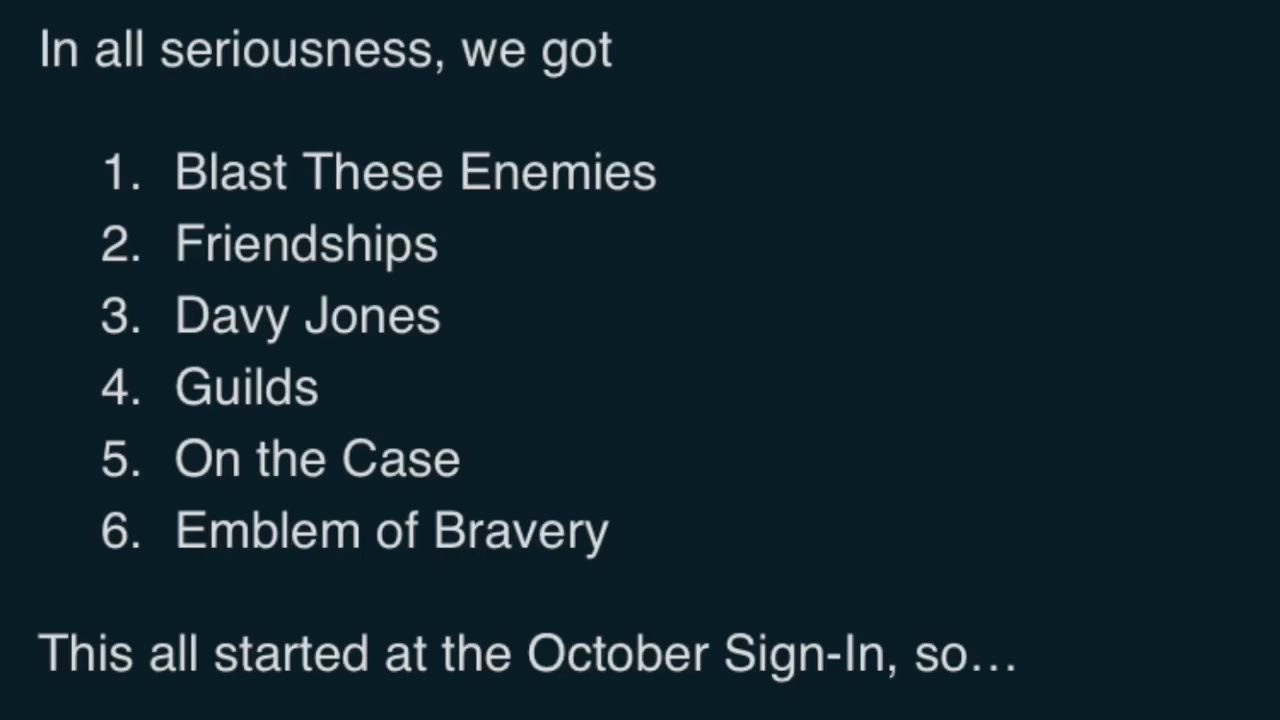 In all seriousness, we got
1. Blast These Enemies
2. Friendships
3. Davy Jones
4. Guilds
5. On the Case
6. Emblem of Bravery
This all started at the October Sign-In, so…